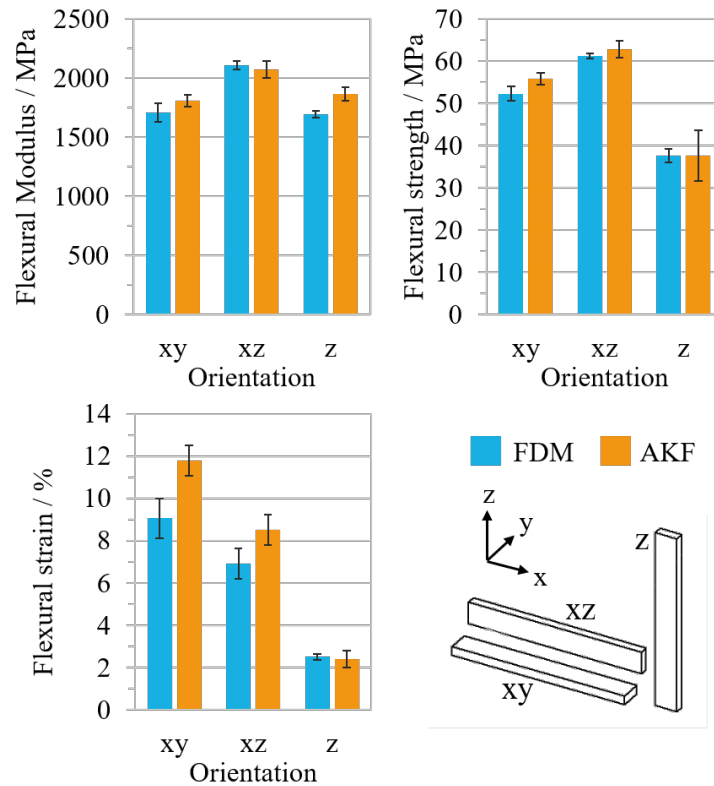 Flexural Modulus / MPa
2500
2000
1500
1000
500
0
xy xz z
Orientation
Flexural strength / MPa
70
60
50
40
30
20
10
0
xy xz z
Orientation
Flexural strain / %
14
12
10
8
6
4
2
0
xy xz z
Orientation
FDM AKF
z
y
x
z
xz
xy